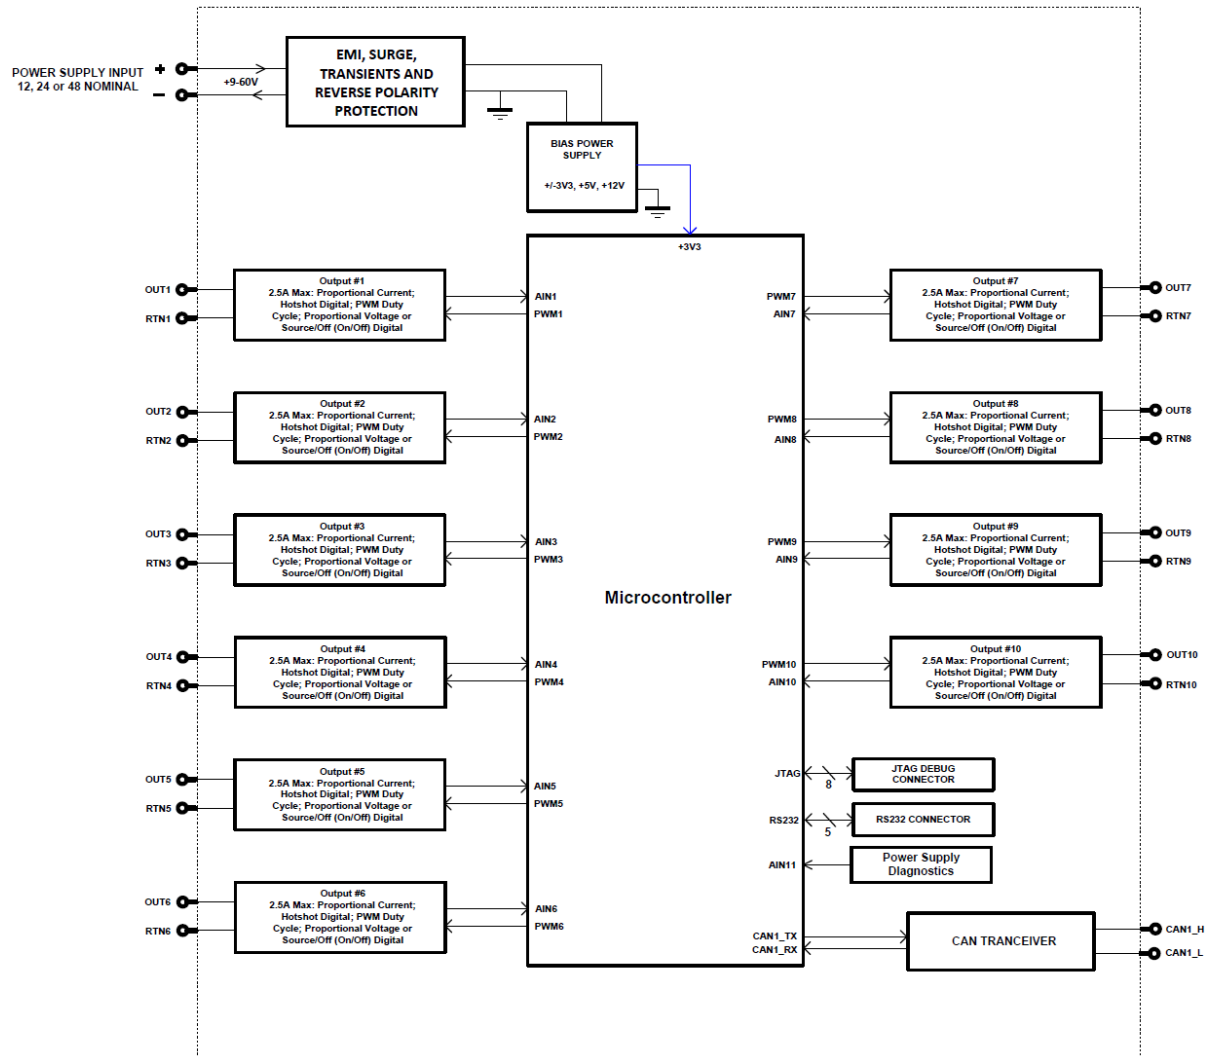 POWER SUPPLY INPUT
12, 24 or 48 NOMINAL
+
−
+9-60V
EMI, SURGE,
TRANSIENTS AND
REVERSE POLARITY
PROTECTION
BIAS POWER
SUPPLY
+/-3V3, +5V, +12V
+3V3
Microcontroller
OUT1
RTN1
Output #1
2.5A Max: Proportional Current;
Hotshot Digital; PWM Duty
Cycle; Proportional Voltage or
Source/Off (On/Off) Digital
AIN1
PWM1
OUT2
RTN2
Output #2
2.5A Max: Proportional Current;
Hotshot Digital; PWM Duty
Cycle; Proportional Voltage or
Source/Off (On/Off) Digital
AIN2
PWM2
OUT3
RTN3
Output #3
2.5A Max: Proportional Current;
Hotshot Digital; PWM Duty
Cycle; Proportional Voltage or
Source/Off (On/Off) Digital
AIN3
PWM3
OUT4
RTN4
Output #4
2.5A Max: Proportional Current;
Hotshot Digital; PWM Duty
Cycle; Proportional Voltage or
Source/Off (On/Off) Digital
AIN4
PWM4
OUT5
RTN5
Output #5
2.5A Max: Proportional Current;
Hotshot Digital; PWM Duty
Cycle; Proportional Voltage or
Source/Off (On/Off) Digital
AIN5
PWM5
OUT6
RTN6
Output #6
2.5A Max: Proportional Current;
Hotshot Digital; PWM Duty
Cycle; Proportional Voltage or
Source/Off (On/Off) Digital
AIN6
PWM6
PWM7
AIN7
Output #7
2.5A Max: Proportional Current;
Hotshot Digital; PWM Duty
Cycle; Proportional Voltage or
Source/Off (On/Off) Digital
OUT7
RTN7
PWM8
AIN8
Output #8
2.5A Max: Proportional Current;
Hotshot Digital; PWM Duty
Cycle; Proportional Voltage or
Source/Off (On/Off) Digital
OUT8
RTN8
PWM9
AIN9
Output #9
2.5A Max: Proportional Current;
Hotshot Digital; PWM Duty
Cycle; Proportional Voltage or
Source/Off (On/Off) Digital
OUT9
RTN9
PWM10
AIN10
Output #10
2.5A Max: Proportional Current;
Hotshot Digital; PWM Duty
Cycle; Proportional Voltage or
Source/Off (On/Off) Digital
OUT10
RTN10
JTAG
8
JTAG DEBUG
CONNECTOR
RS232
5
RS232 CONNECTOR
AIN11
Power Supply
Diagnostics
CAN1_TX
CAN1_RX
CAN TRANCEIVER
CAN1_H
CAN1_L